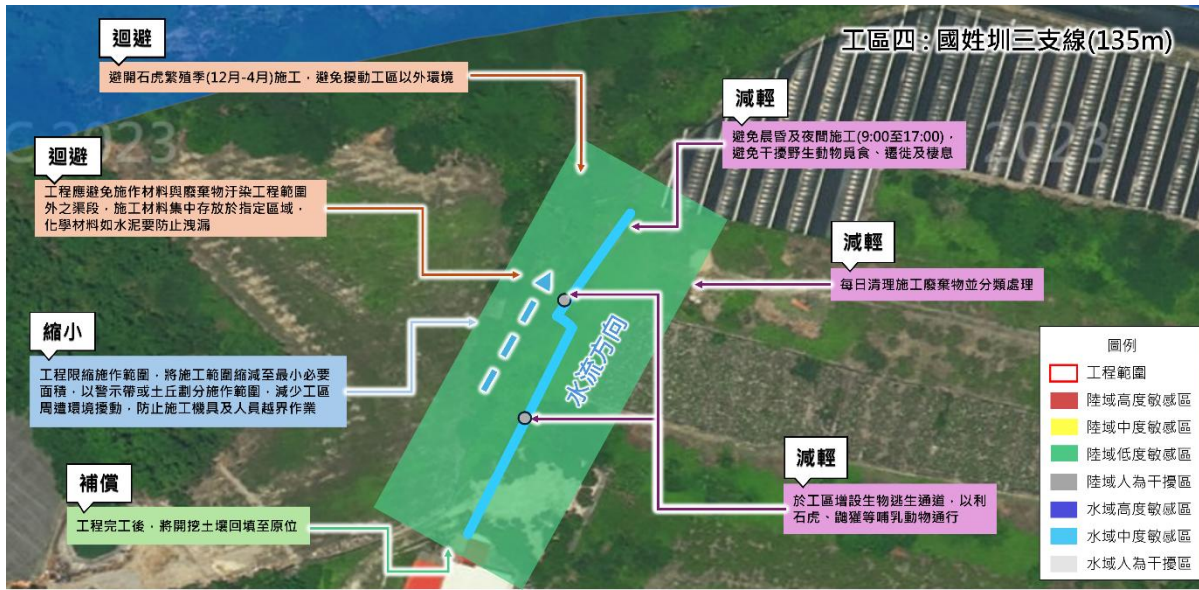 工區四：國姓圳三支線(135m)
迴避
避開石虎繁殖季(12月-4月)施工，避免擾動工區以外環境
減輕
避免晨昏及夜間施工(9:00至17:00)，
避免干擾野生動物覓食、遷徙及棲息
2023
2023
迴避
工程應避免施作材料與廢棄物汙染工程範圍
外之渠段，施工材料集中存放於指定區域，
化學材料如水泥要防止洩漏
減輕
每日清理施工廢棄物並分類處理
縮小
工程限縮施作範圍，將施工範圍縮減至最小必要
面積，以警示帶或土丘劃分施作範圍，減少工區
周遭環境擾動，防止施工機具及人員越界作業
水流方向
減輕
於工區增設生物逃生通道，以利
石虎、鼬獾等哺乳動物通行
補償
工程完工後，將開挖土壤回填至原位
圖例
工程範圍
陸域高度敏感區
陸域中度敏感區
陸域低度敏感區
陸域人為干擾區
水域高度敏感區
水域中度敏感區
水域人為干擾區